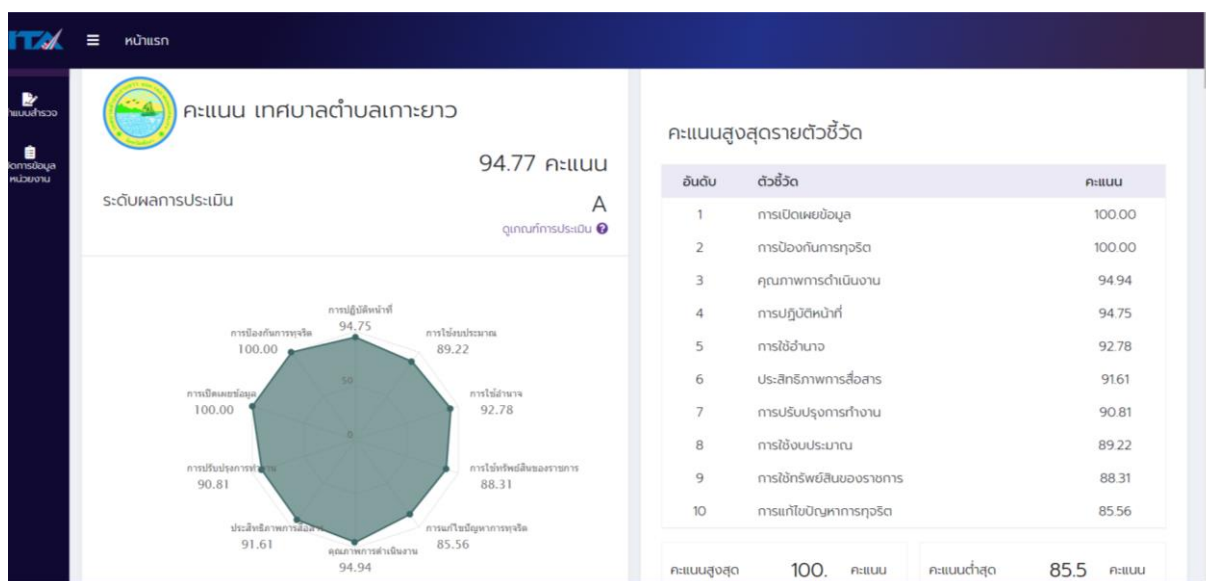 ITA
หน้าแรก
คะแนน เทศบาลตำบลเกาะยาว
94.77 คะแนน
ระดับผลการประเมิน
A
ดูเกณฑ์การประเมิน
การปฏิบัติหน้าที่
94.75
การป้องกันการทุจริต
100.00
การใช้งบประมาณ
89.22
การเปิดเผยข้อมูล
100.00
50
การใช้อำนาจ
92.78
0
การปรับปรุงการทำงาน
90.81
การใช้ทรัพย์สินของราชการ
88.31
ประสิทธิภาพการสื่อสาร
91.61
การแก้ไขปัญหาการทุจริต
85.56
คุณภาพการดำเนินงาน
94.94
คะแนนสูงสุดรายตัวชี้วัด
อันดับ ตัวชี้วัด คะแนน
1 การเปิดเผยข้อมูล 100.00
2 การป้องกันการทุจริต 100.00
3 คุณภาพการดำเนินงาน 94.94
4 การปฏิบัติหน้าที่ 94.75
5 การใช้อำนาจ 92.78
6 ประสิทธิภาพการสื่อสาร 91.61
7 การปรับปรุงการทำงาน 90.81
8 การใช้งบประมาณ 89.22
9 การใช้ทรัพย์สินของราชการ 88.31
10 การแก้ไขปัญหาการทุจริต 85.56
คะแนนสูงสุด 100. คะแนน
คะแนนต่ำสุด 85.5 คะแนน